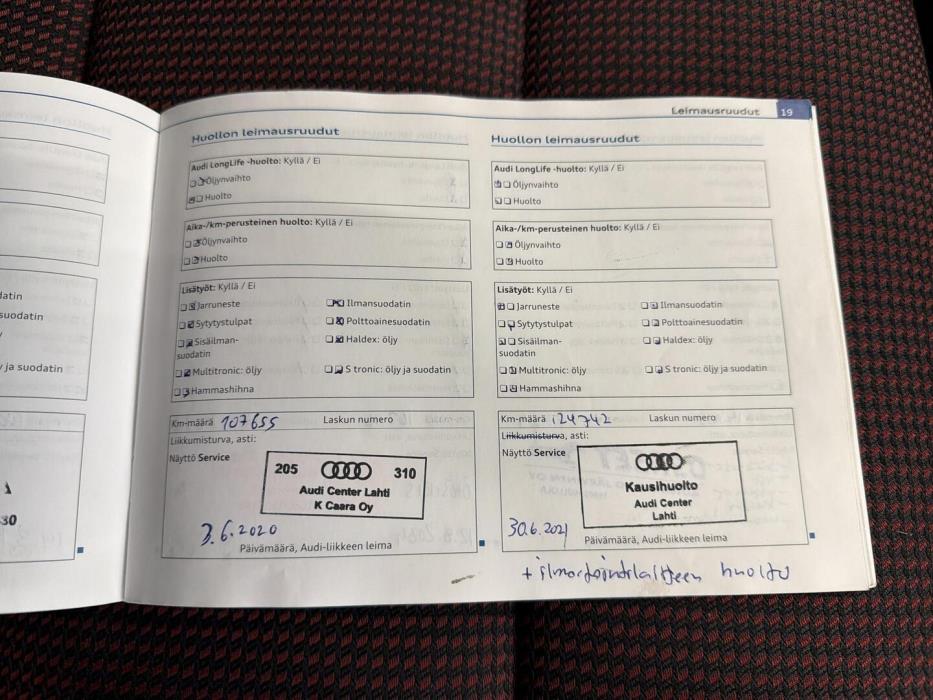 Leimausruudut 19
Huollon leimausruudut
Audi LongLife -huolto: Kyllä / Ei
Öljynvaihto
Huolto
Aika-/km-perusteinen huolto: Kyllä / Ei
Öljynvaihto
Huolto
Lisätyöt: Kyllä / Ei
Jarruneste
Ilmansuodatin
Sytytystulpat
Polttoainesuodatin
Sisäilman-
suodatin
Haldex: öljy
Multitronic: öljy
S tronic: öljy ja suodatin
Hammashihna
Km-määrä 107655 Laskun numero
Liikkumisturva, asti:
Näyttö Service
205 310
Audi Center Lahti
K Caara Oy
3.6.2020
Päivämäärä, Audi-liikkeen leima
Huollon leimausruudut
Audi LongLife -huolto: Kyllä / Ei
Öljynvaihto
Huolto
Aika-/km-perusteinen huolto: Kyllä / Ei
Öljynvaihto
Huolto
Lisätyöt: Kyllä / Ei
Jarruneste
Ilmansuodatin
Sytytystulpat
Polttoainesuodatin
Sisäilman-
suodatin
Haldex: öljy
Multitronic: öljy
S tronic: öljy ja suodatin
Hammashihna
Km-määrä 124742 Laskun numero
Liikkumisturva, asti:
Näyttö Service
Kausihuolto
Audi Center
Lahti
30.6.2021
Päivämäärä, Audi-liikkeen leima
+ ilmastointilaitteen huolto
datin
suodatin
y
y ja suodatin
30